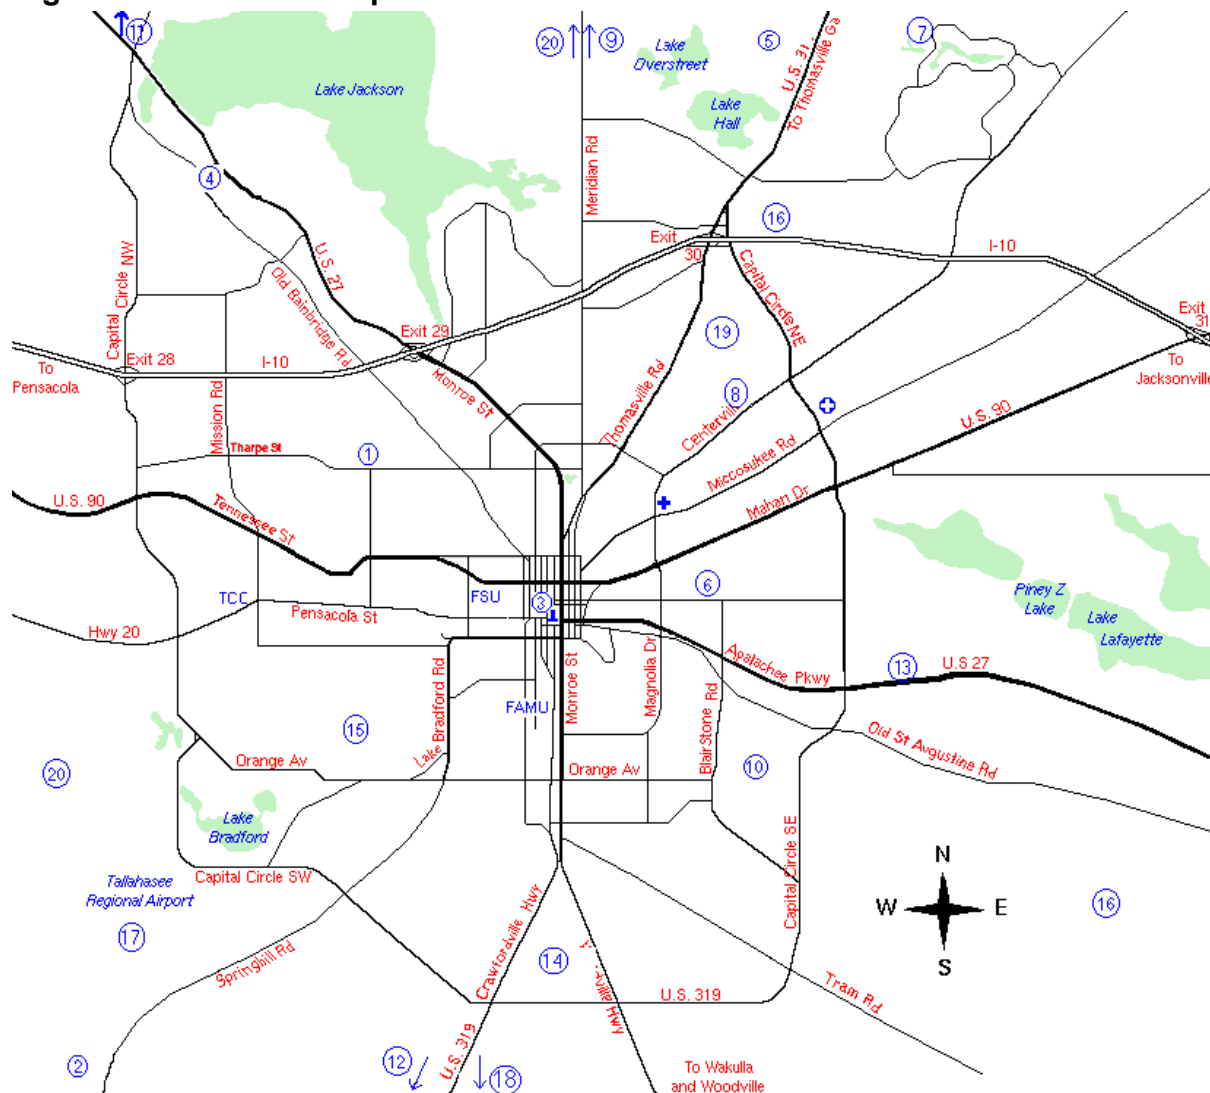 11
20
9
5
7
Lake
Overstreet
U.S. 31
To Thomasville Ga
Lake Jackson
Lake
Hall
4
Meridian Rd
16
Capital Circle NW
U.S. 27
Exit
30
I-10
Old Bainbridge Rd
Capital Circle NE
Exit
31
To
Pensacola
Exit 28
I-10
Exit 29
19
To
Jacksonville
Monroe St
Mission Rd
Thomasville Rd
8
U.S. 90
Tharpe St
1
Miccosukee Rd
U.S. 90
Tennessee St
Mahan Dr
TCC
FSU
3
6
Piney Z
Lake
Lake
Lafayette
Hwy 20
Pensacola St
Apalachee Pkwy
13
U.S 27
Lake Bradford Rd
FAMU
Monroe St
Magnolia Dr
Blair Stone Rd
15
Old St Augustine Rd
20
Orange Av
Orange Av
10
Lake
Bradford
Capital Circle SE
Capital Circle SW
N
W
E
S
Tallahasee
Regional Airport
16
17
Springhill Rd
Crawfordville Hwy
14
U.S. 319
Tram Rd
2
12
U.S. 319
18
To Wakulla
and Woodville